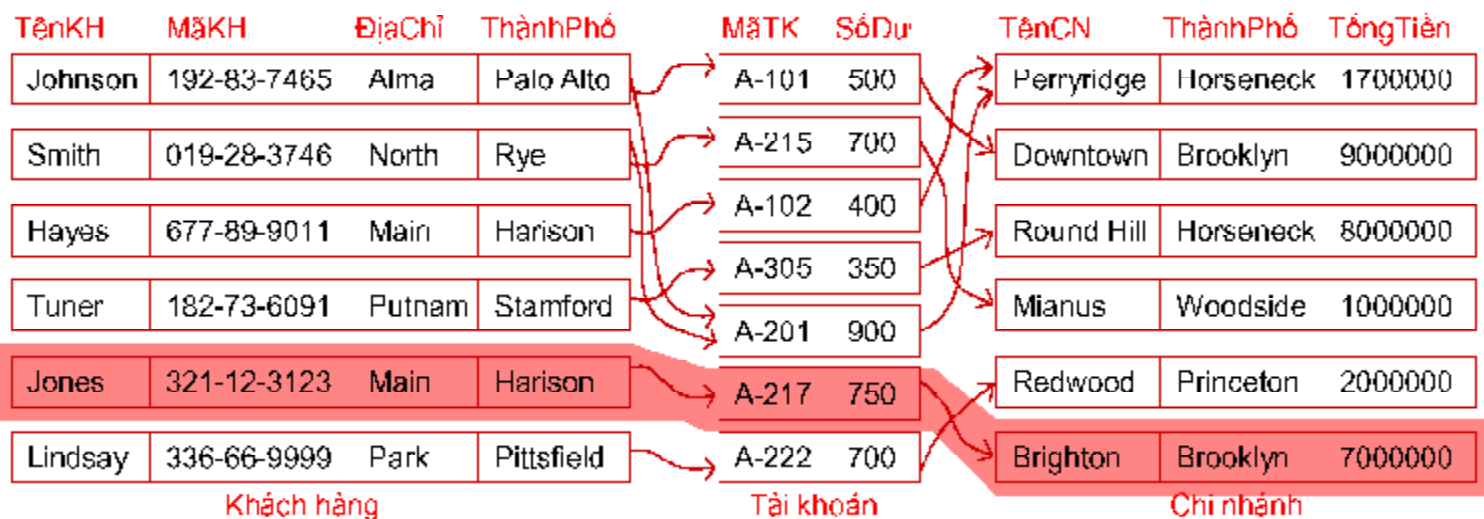 TênKH MãKH ĐịaChỉ ThànhPhố MãTK SốDư TênCN ThànhPhố TổngTiền
Johnson 192-83-7465 Alma Palo Alto A-101 500 Perryridge Horseneck 1700000
Smith 019-28-3746 North Rye A-215 700 Downtown Brooklyn 9000000
Hayes 677-89-9011 Main Harison A-102 400 Round Hill Horseneck 8000000
A-305 350
Tuner 182-73-6091 Putnam Stamford A-201 900 Mianus Woodside 1000000
Jones 321-12-3123 Main Harison A-217 750 Redwood Princeton 2000000
Lindsay 336-66-9999 Park Pittsfield A-222 700 Brighton Brooklyn 7000000
Khách hàng Tài khoản Chi nhánh